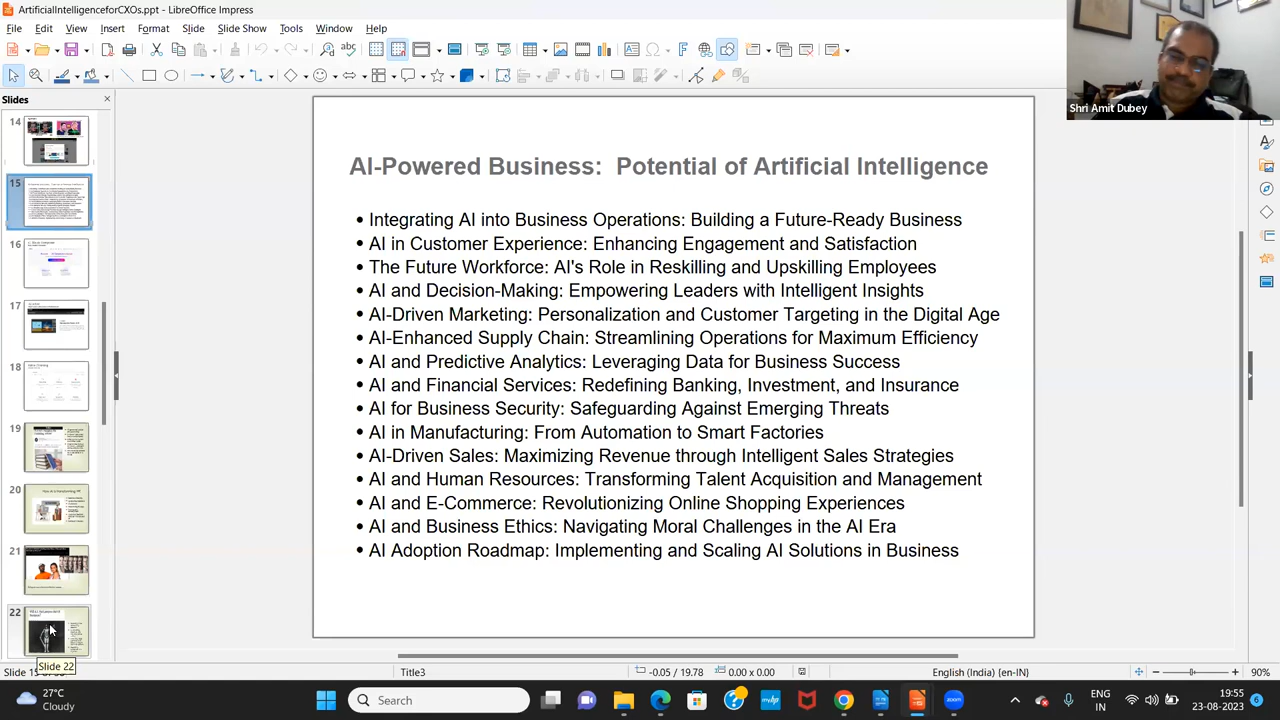 ArtificialIntelligenceforCXOs.ppt - LibreOffice Impress
File Edit View Insert Format Slide Slide Show Tools Window Help
Shri Amit Dubey
Slides
14
15
16
17
18
19
20
21
22
Slide 22
AI-Powered Business: Potential of Artificial Intelligence
• Integrating AI into Business Operations: Building a Future-Ready Business
• AI in Customer Experience: Enhancing Engagement and Satisfaction
• The Future Workforce: AI's Role in Reskilling and Upskilling Employees
• AI and Decision-Making: Empowering Leaders with Intelligent Insights
• AI-Driven Marketing: Personalization and Customer Targeting in the Digital Age
• AI-Enhanced Supply Chain: Streamlining Operations for Maximum Efficiency
• AI and Predictive Analytics: Leveraging Data for Business Success
• AI and Financial Services: Redefining Banking, Investment, and Insurance
• AI for Business Security: Safeguarding Against Emerging Threats
• AI in Manufacturing: From Automation to Smart Factories
• AI-Driven Sales: Maximizing Revenue through Intelligent Sales Strategies
• AI and Human Resources: Transforming Talent Acquisition and Management
• AI and E-Commerce: Revolutionizing Online Shopping Experiences
• AI and Business Ethics: Navigating Moral Challenges in the AI Era
• AI Adoption Roadmap: Implementing and Scaling AI Solutions in Business
Slide 15 Title3 -0.05 / 19.78 0.00 x 0.00 English (India) (en-IN) 90%
27°C
Cloudy
Search
zoom
ENG
IN
19:55
23-08-2023